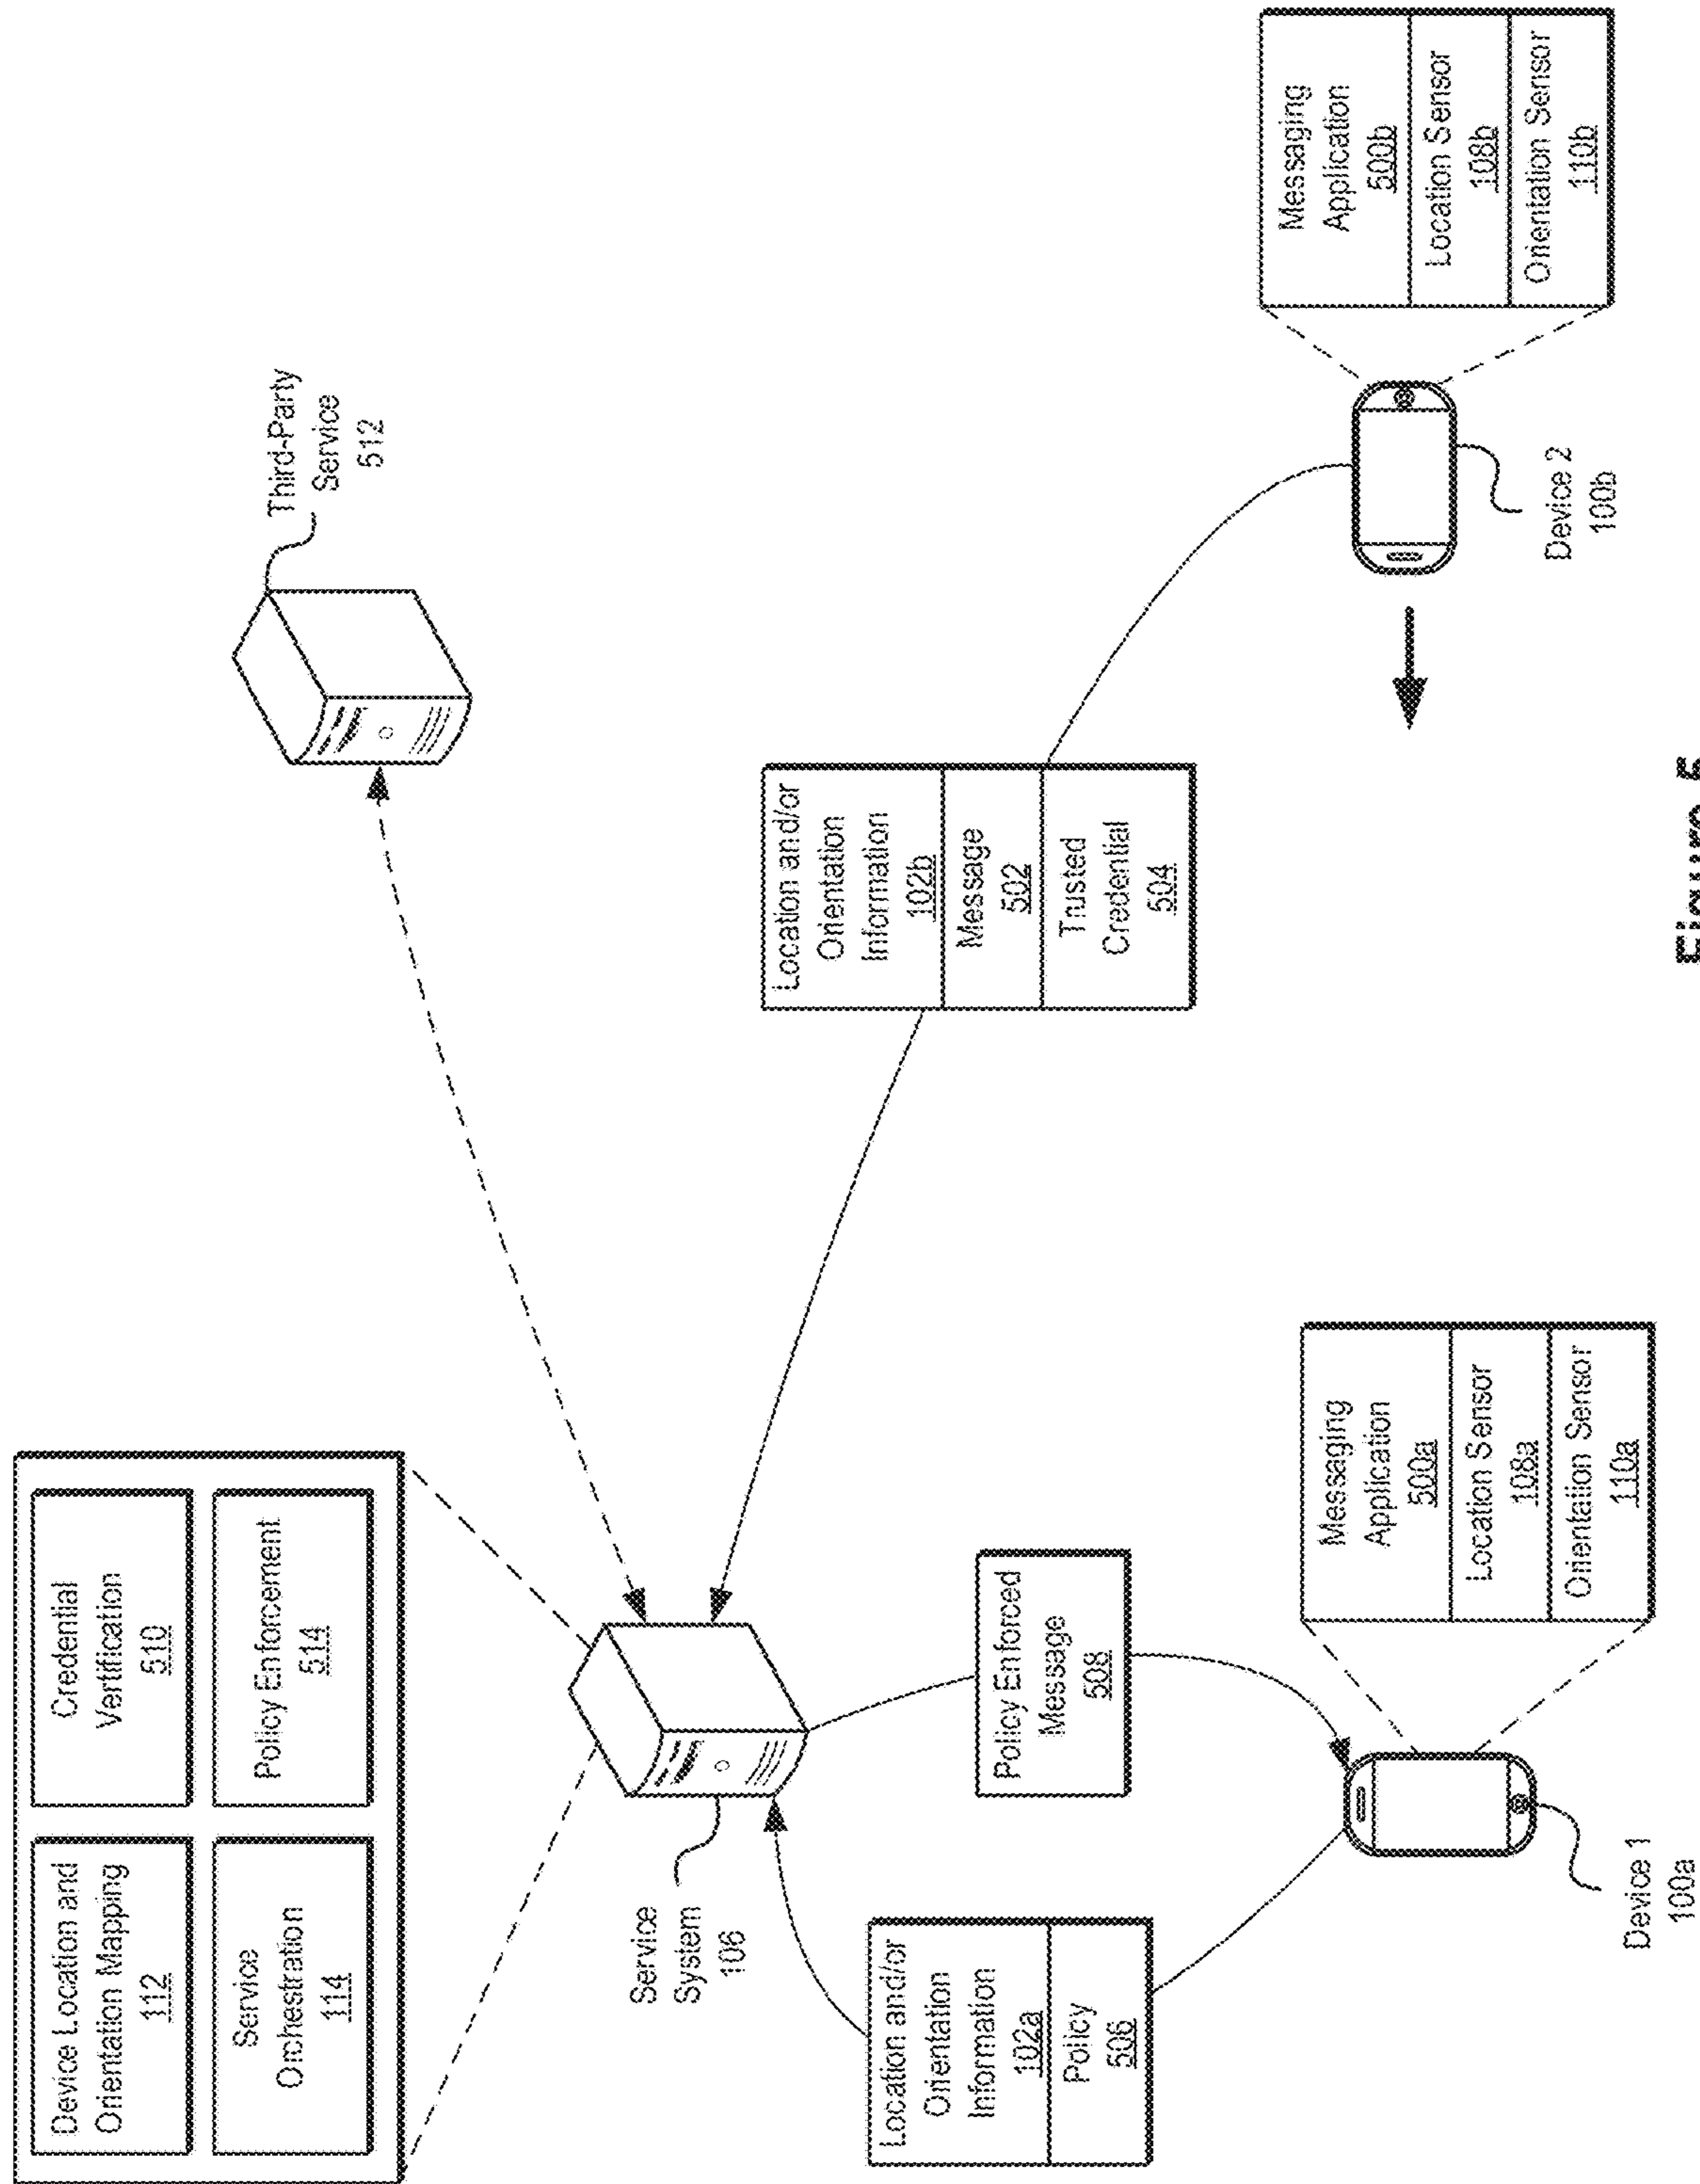 Device Location and
Orientation Mapping
112
Credential
Vertification
510
Service
Orchestration
114
Policy Enforcement
514
Third-Party
Service
512
Service
System
106
Location and/or
Orientation
Information
102a
Policy
506
Policy Enforced
Message
508
Location and/or
Orientation
Information
102b
Message
502
Trusted
Credential
504
Messaging
Application
500a
Location Sensor
108a
Orientation Sensor
110a
Messaging
Application
500b
Location Sensor
108b
Orientation Sensor
110b
Device 1
100a
Device 2
100b
Figure 5